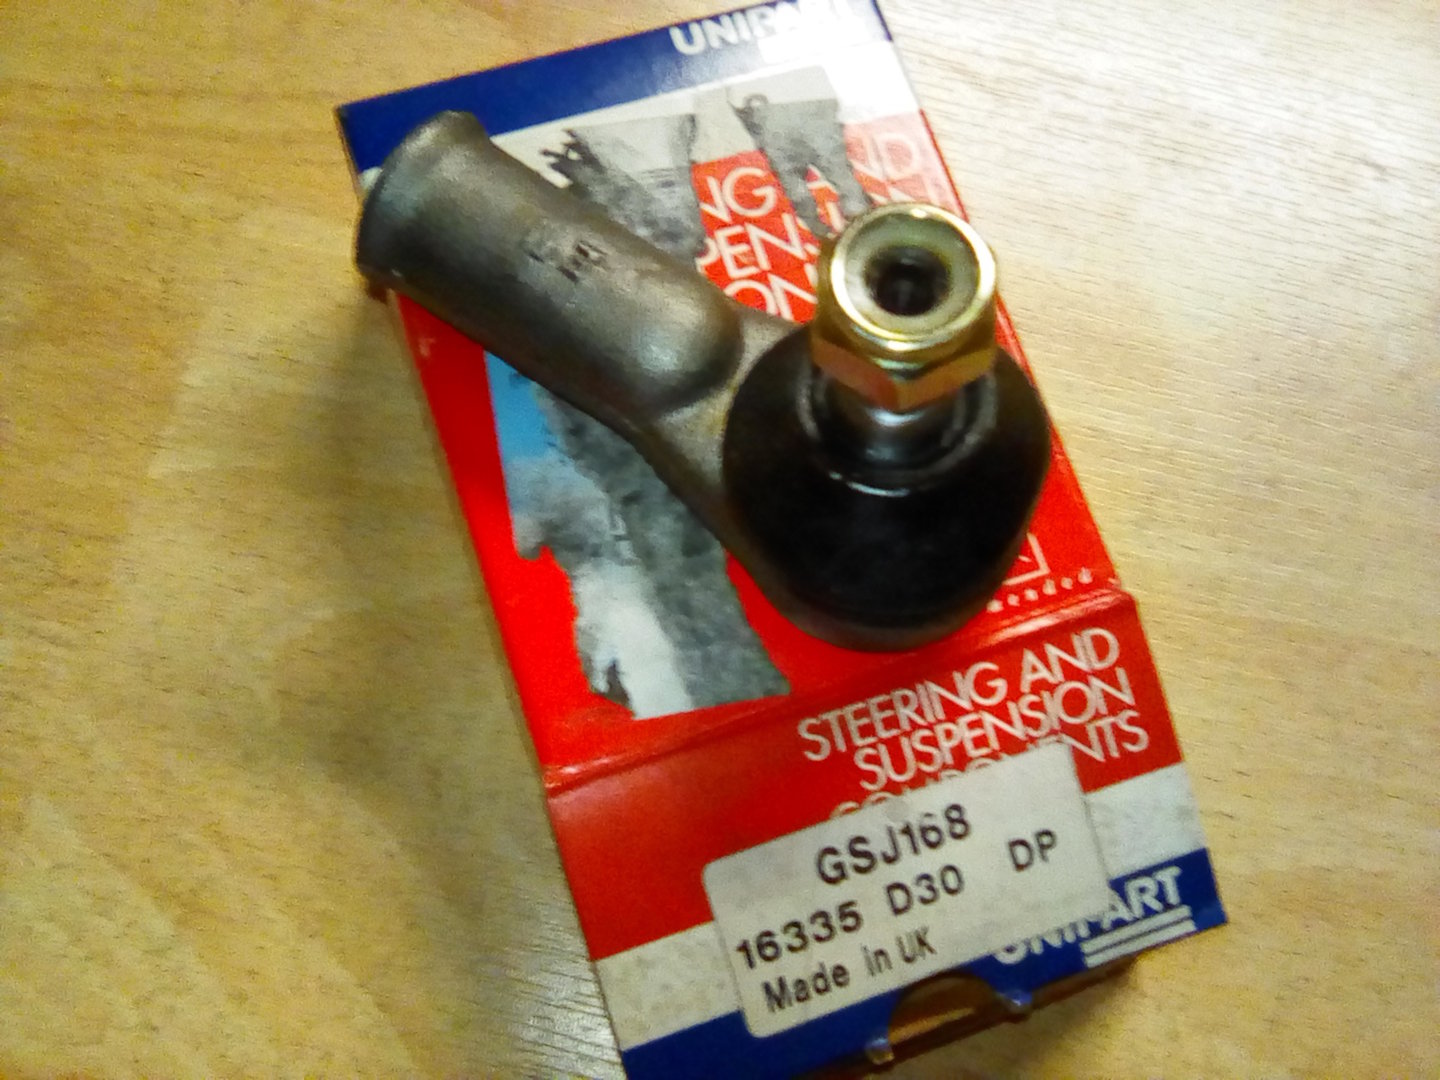 UNIPART
STEERING AND
SUSPENSION
GSJ168
16335 D30 DP
Made in UK
UNIPART